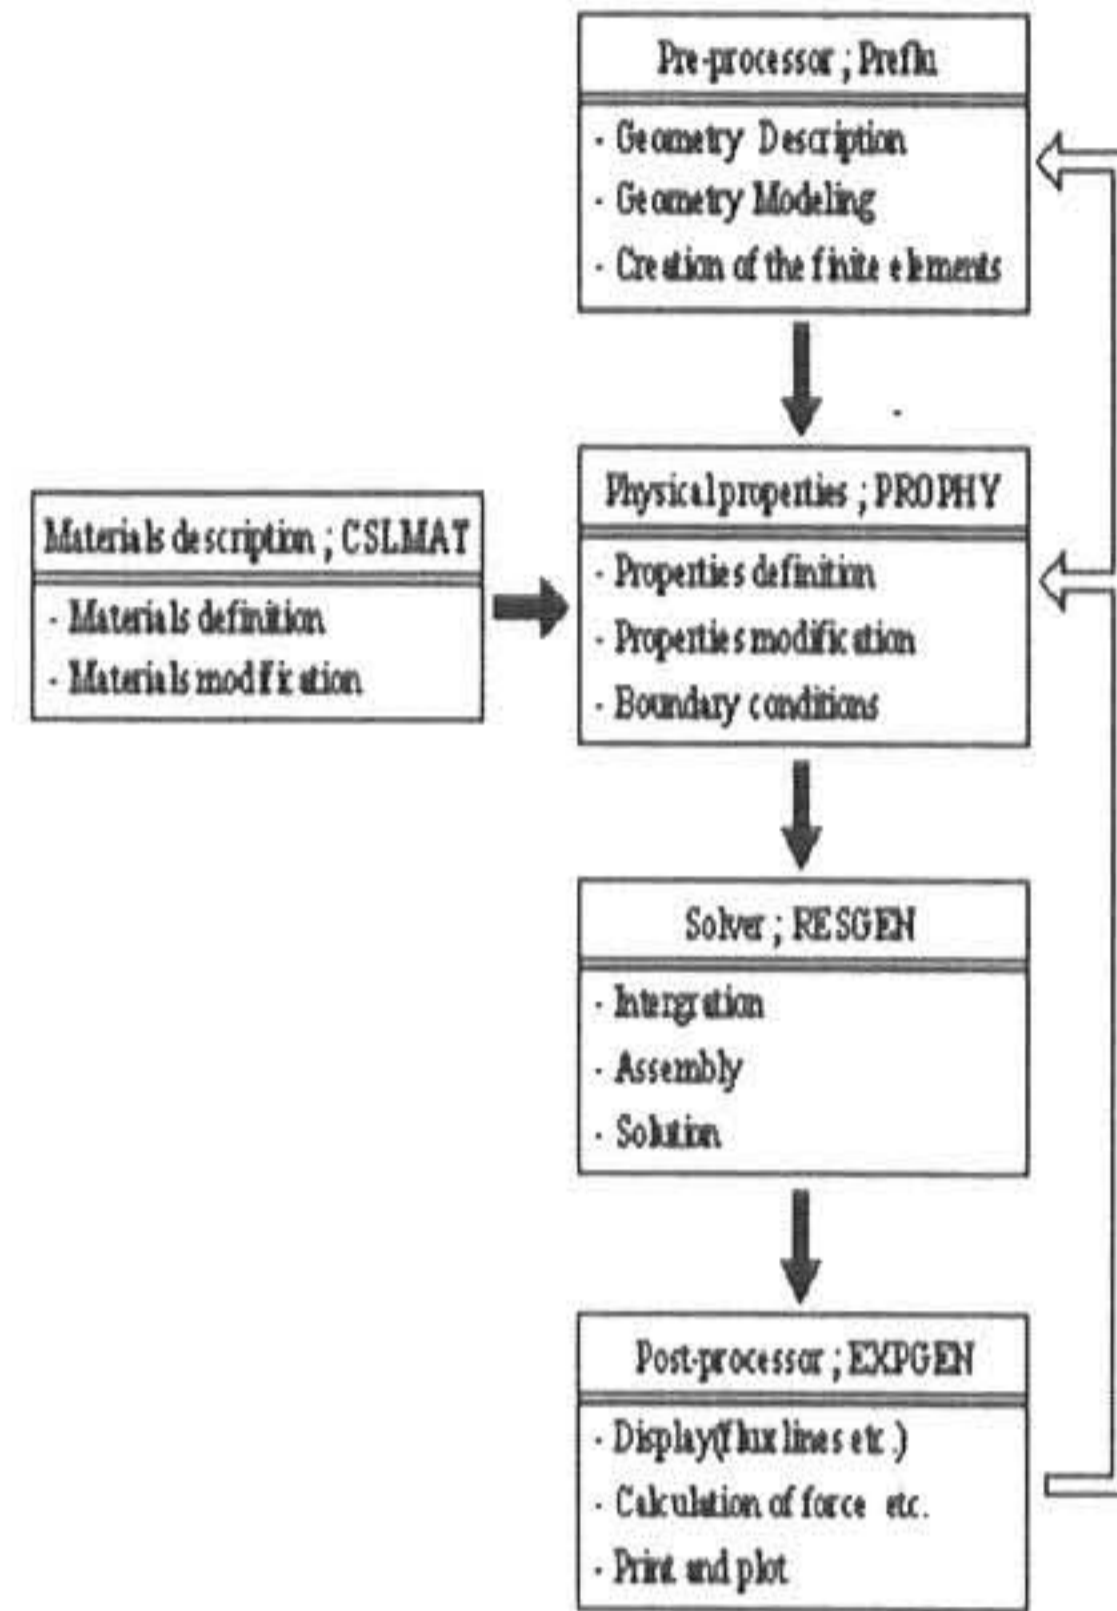 Pre-processor ; Preflu
- Geometry Description
- Geometry Modeling
- Creation of the finite elements
Materials description ; CSLMAT
- Materials definition
- Materials modification
Physical properties ; PROPHY
- Properties definition
- Properties modification
- Boundary conditions
Solver ; RESGEN
- Intergration
- Assembly
- Solution
Post-processor ; EXPGEN
- Display(flux lines etc.)
- Calculation of force etc.
- Print and plot